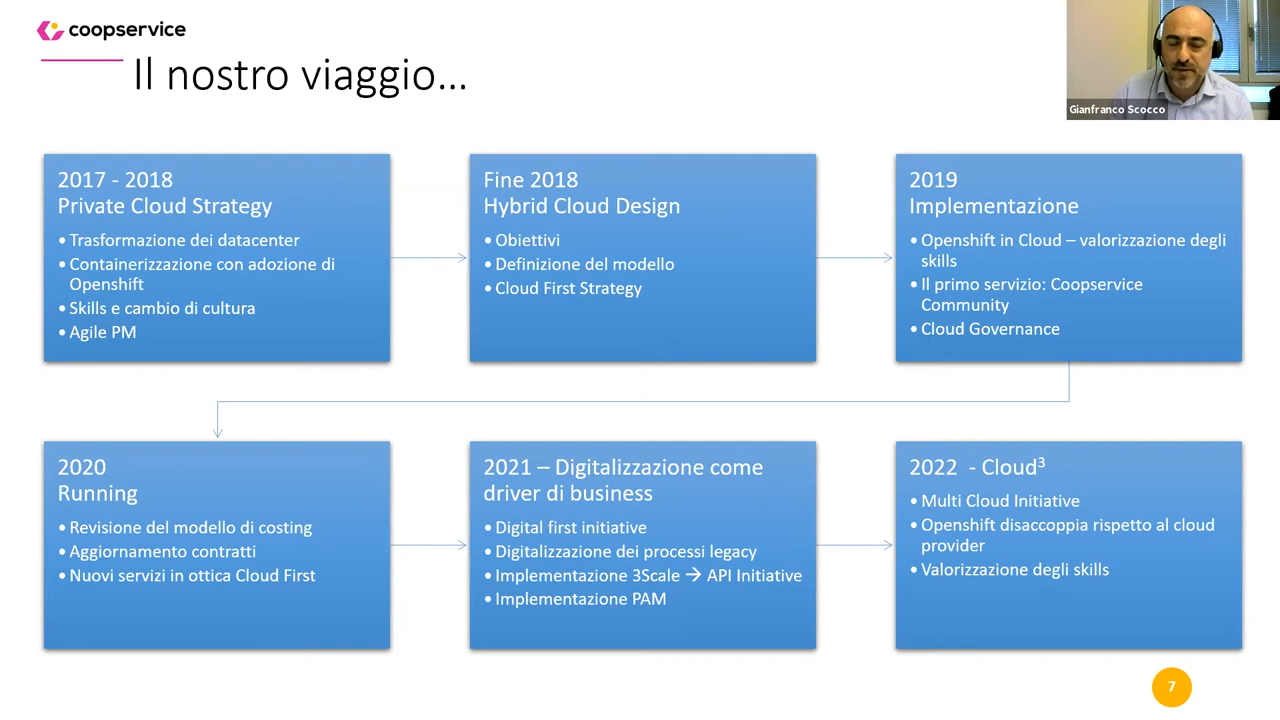 coopservice
Il nostro viaggio...
Gianfranco Scocco
2017 - 2018
Private Cloud Strategy
• Trasformazione dei datacenter
• Containerizzazione con adozione di
Openshift
• Skills e cambio di cultura
• Agile PM
Fine 2018
Hybrid Cloud Design
• Obiettivi
• Definizione del modello
• Cloud First Strategy
2019
Implementazione
• Openshift in Cloud – valorizzazione degli
skills
• Il primo servizio: Coopservice
Community
• Cloud Governance
2020
Running
• Revisione del modello di costing
• Aggiornamento contratti
• Nuovi servizi in ottica Cloud First
2021 – Digitalizzazione come
driver di business
• Digital first initiative
• Digitalizzazione dei processi legacy
• Implementazione 3Scale → API Initiative
• Implementazione PAM
2022 - Cloud³
• Multi Cloud Initiative
• Openshift disaccoppia rispetto al cloud
provider
• Valorizzazione degli skills
7